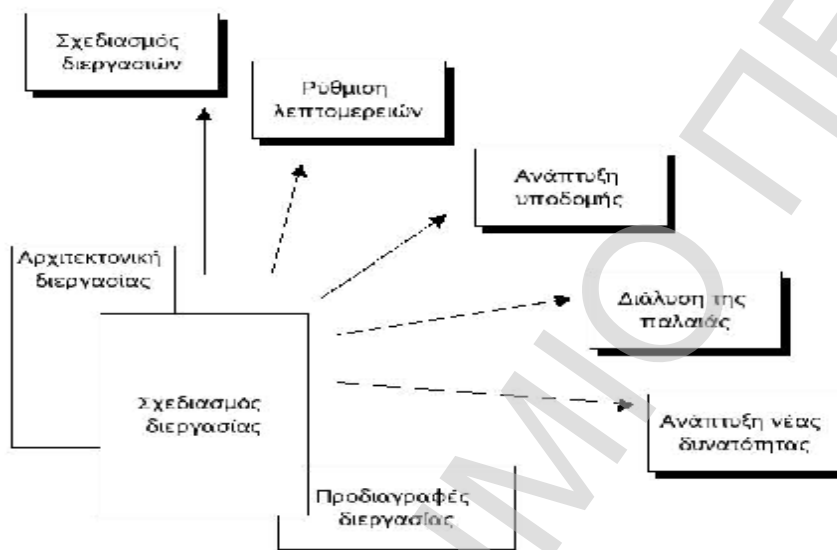 Σχεδιασμός
διεργασιών
Ρύθμιση
λεπτομερειών
Ανάπτυξη
υποδομής
Αρχιτεκτονική
διεργασίας
Διάλυση της
παλαιάς
Σχεδιασμός
διεργασίας
Ανάπτυξη νέας
δυνατότητας
Προδιαγραφές
διεργασίας